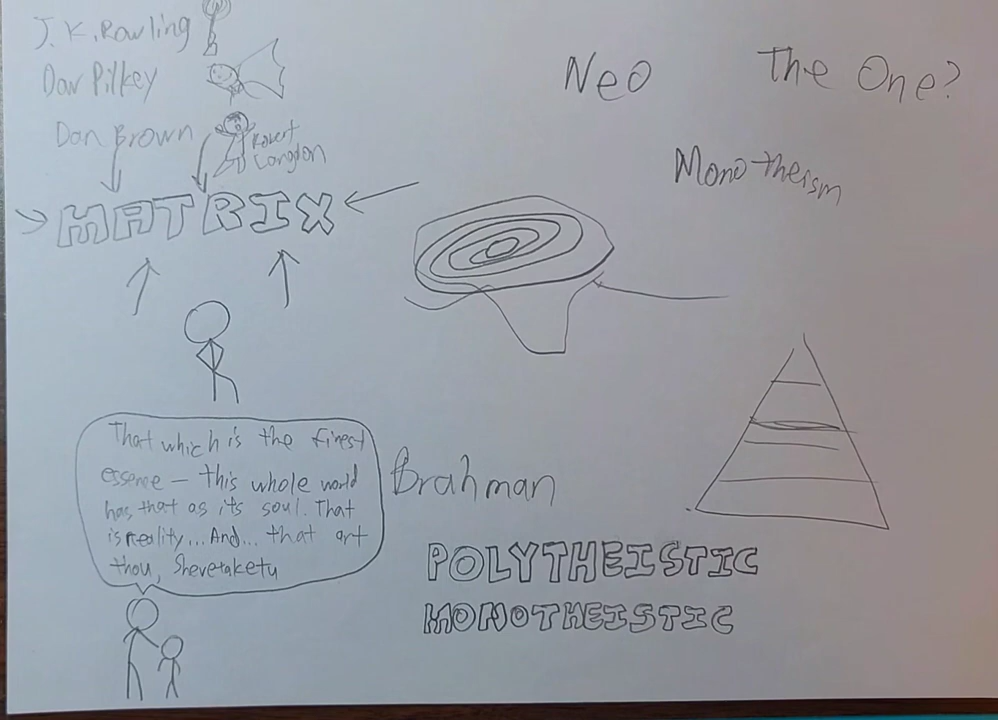 J.K. Rowling
Dav Pilkey
Dan Brown
Robert
Langdon
MATRIX
Neo
The One?
Monotheism
That which is the finest
essence – this whole world
has that as its soul. That
is reality... And... that art
thou, Shevetaketu
Brahman
POLYTHEISTIC
MONOTHEISTIC